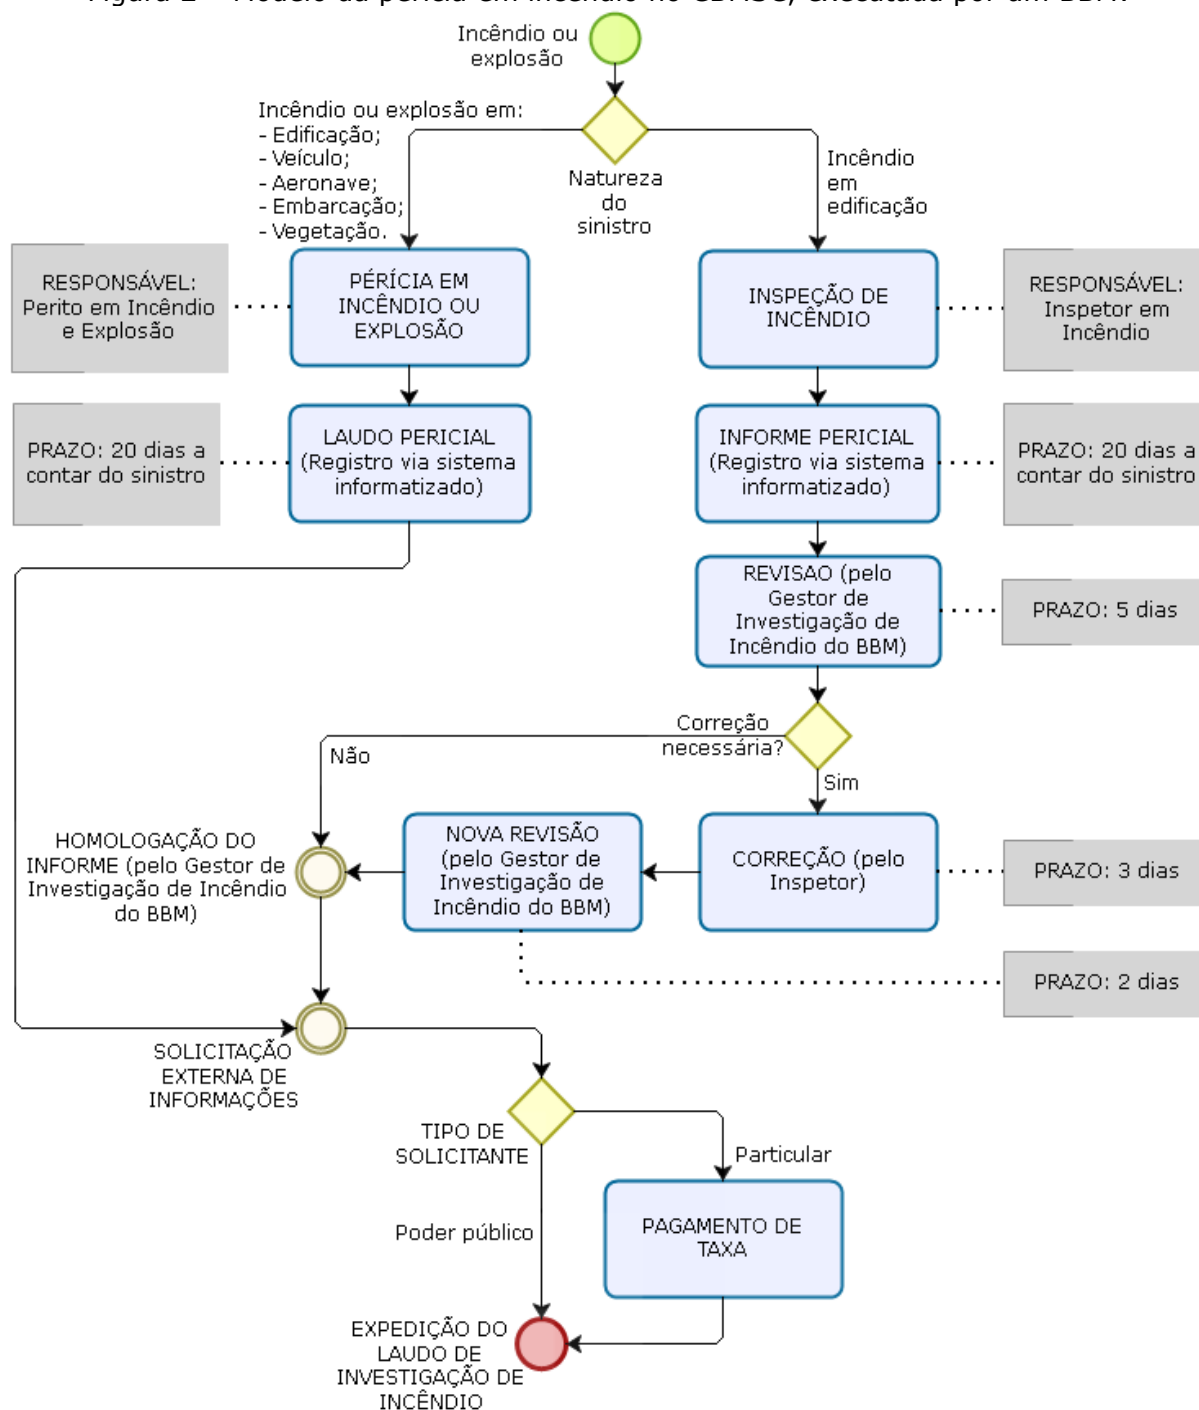 Incêndio ou
explosão
Incêndio ou explosão em:
- Edificação;
- Veículo;
- Aeronave;
- Embarcação;
- Vegetação.
Natureza
do
sinistro
Incêndio
em
edificação
RESPONSÁVEL:
Perito em Incêndio
e Explosão
PÉRÍCIA EM
INCÊNDIO OU
EXPLOSÃO
INSPEÇÃO DE
INCÊNDIO
RESPONSÁVEL:
Inspetor em
Incêndio
PRAZO: 20 dias a
contar do sinistro
LAUDO PERICIAL
(Registro via sistema
informatizado)
INFORME PERICIAL
(Registro via sistema
informatizado)
PRAZO: 20 dias a
contar do sinistro
REVISAO (pelo
Gestor de
Investigação de
Incêndio do BBM)
PRAZO: 5 dias
Correção
necessária?
Não
Sim
HOMOLOGAÇÃO DO
INFORME (pelo Gestor de
Investigação de Incêndio
do BBM)
NOVA REVISÃO
(pelo Gestor de
Investigação de
Incêndio do BBM)
CORREÇÃO (pelo
Inspetor)
PRAZO: 3 dias
PRAZO: 2 dias
SOLICITAÇÃO
EXTERNA DE
INFORMAÇÕES
TIPO DE
SOLICITANTE
Particular
Poder público
PAGAMENTO DE
TAXA
EXPEDIÇÃO DO
LAUDO DE
INVESTIGAÇÃO DE
INCÊNDIO